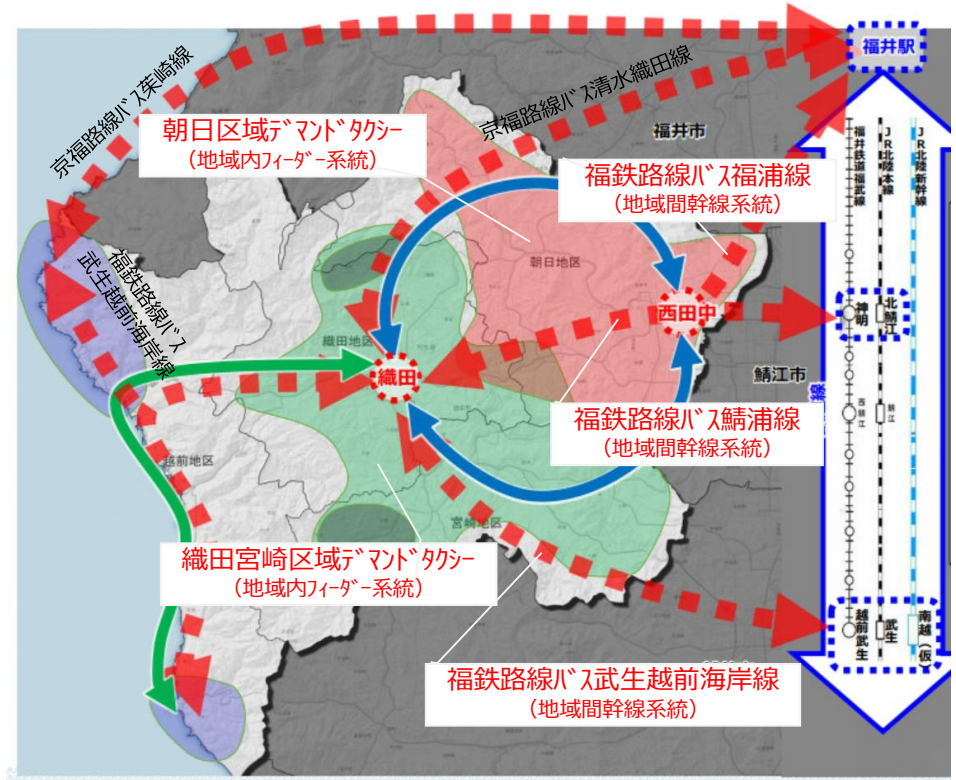 福井駅
京福路線バス茱崎線
京福路線バス清水織田線
朝日区域デマンドタクシー
(地域内フィーダー系統)
福井市
福鉄路線バス福浦線
(地域間幹線系統)
福井鉄道福武線
JR北陸本線
JR北陸新幹線
福鉄路線バス
武生越前海岸線
朝日地区
西田中
神明
北鯖江
織田地区
織田
鯖江市
線
福鉄路線バス鯖浦線
(地域間幹線系統)
西鯖江
鯖江
越前地区
宮崎地区
織田宮崎区域デマンドタクシー
(地域内フィーダー系統)
越前武生
武生
南越(仮
福鉄路線バス武生越前海岸線
(地域間幹線系統)